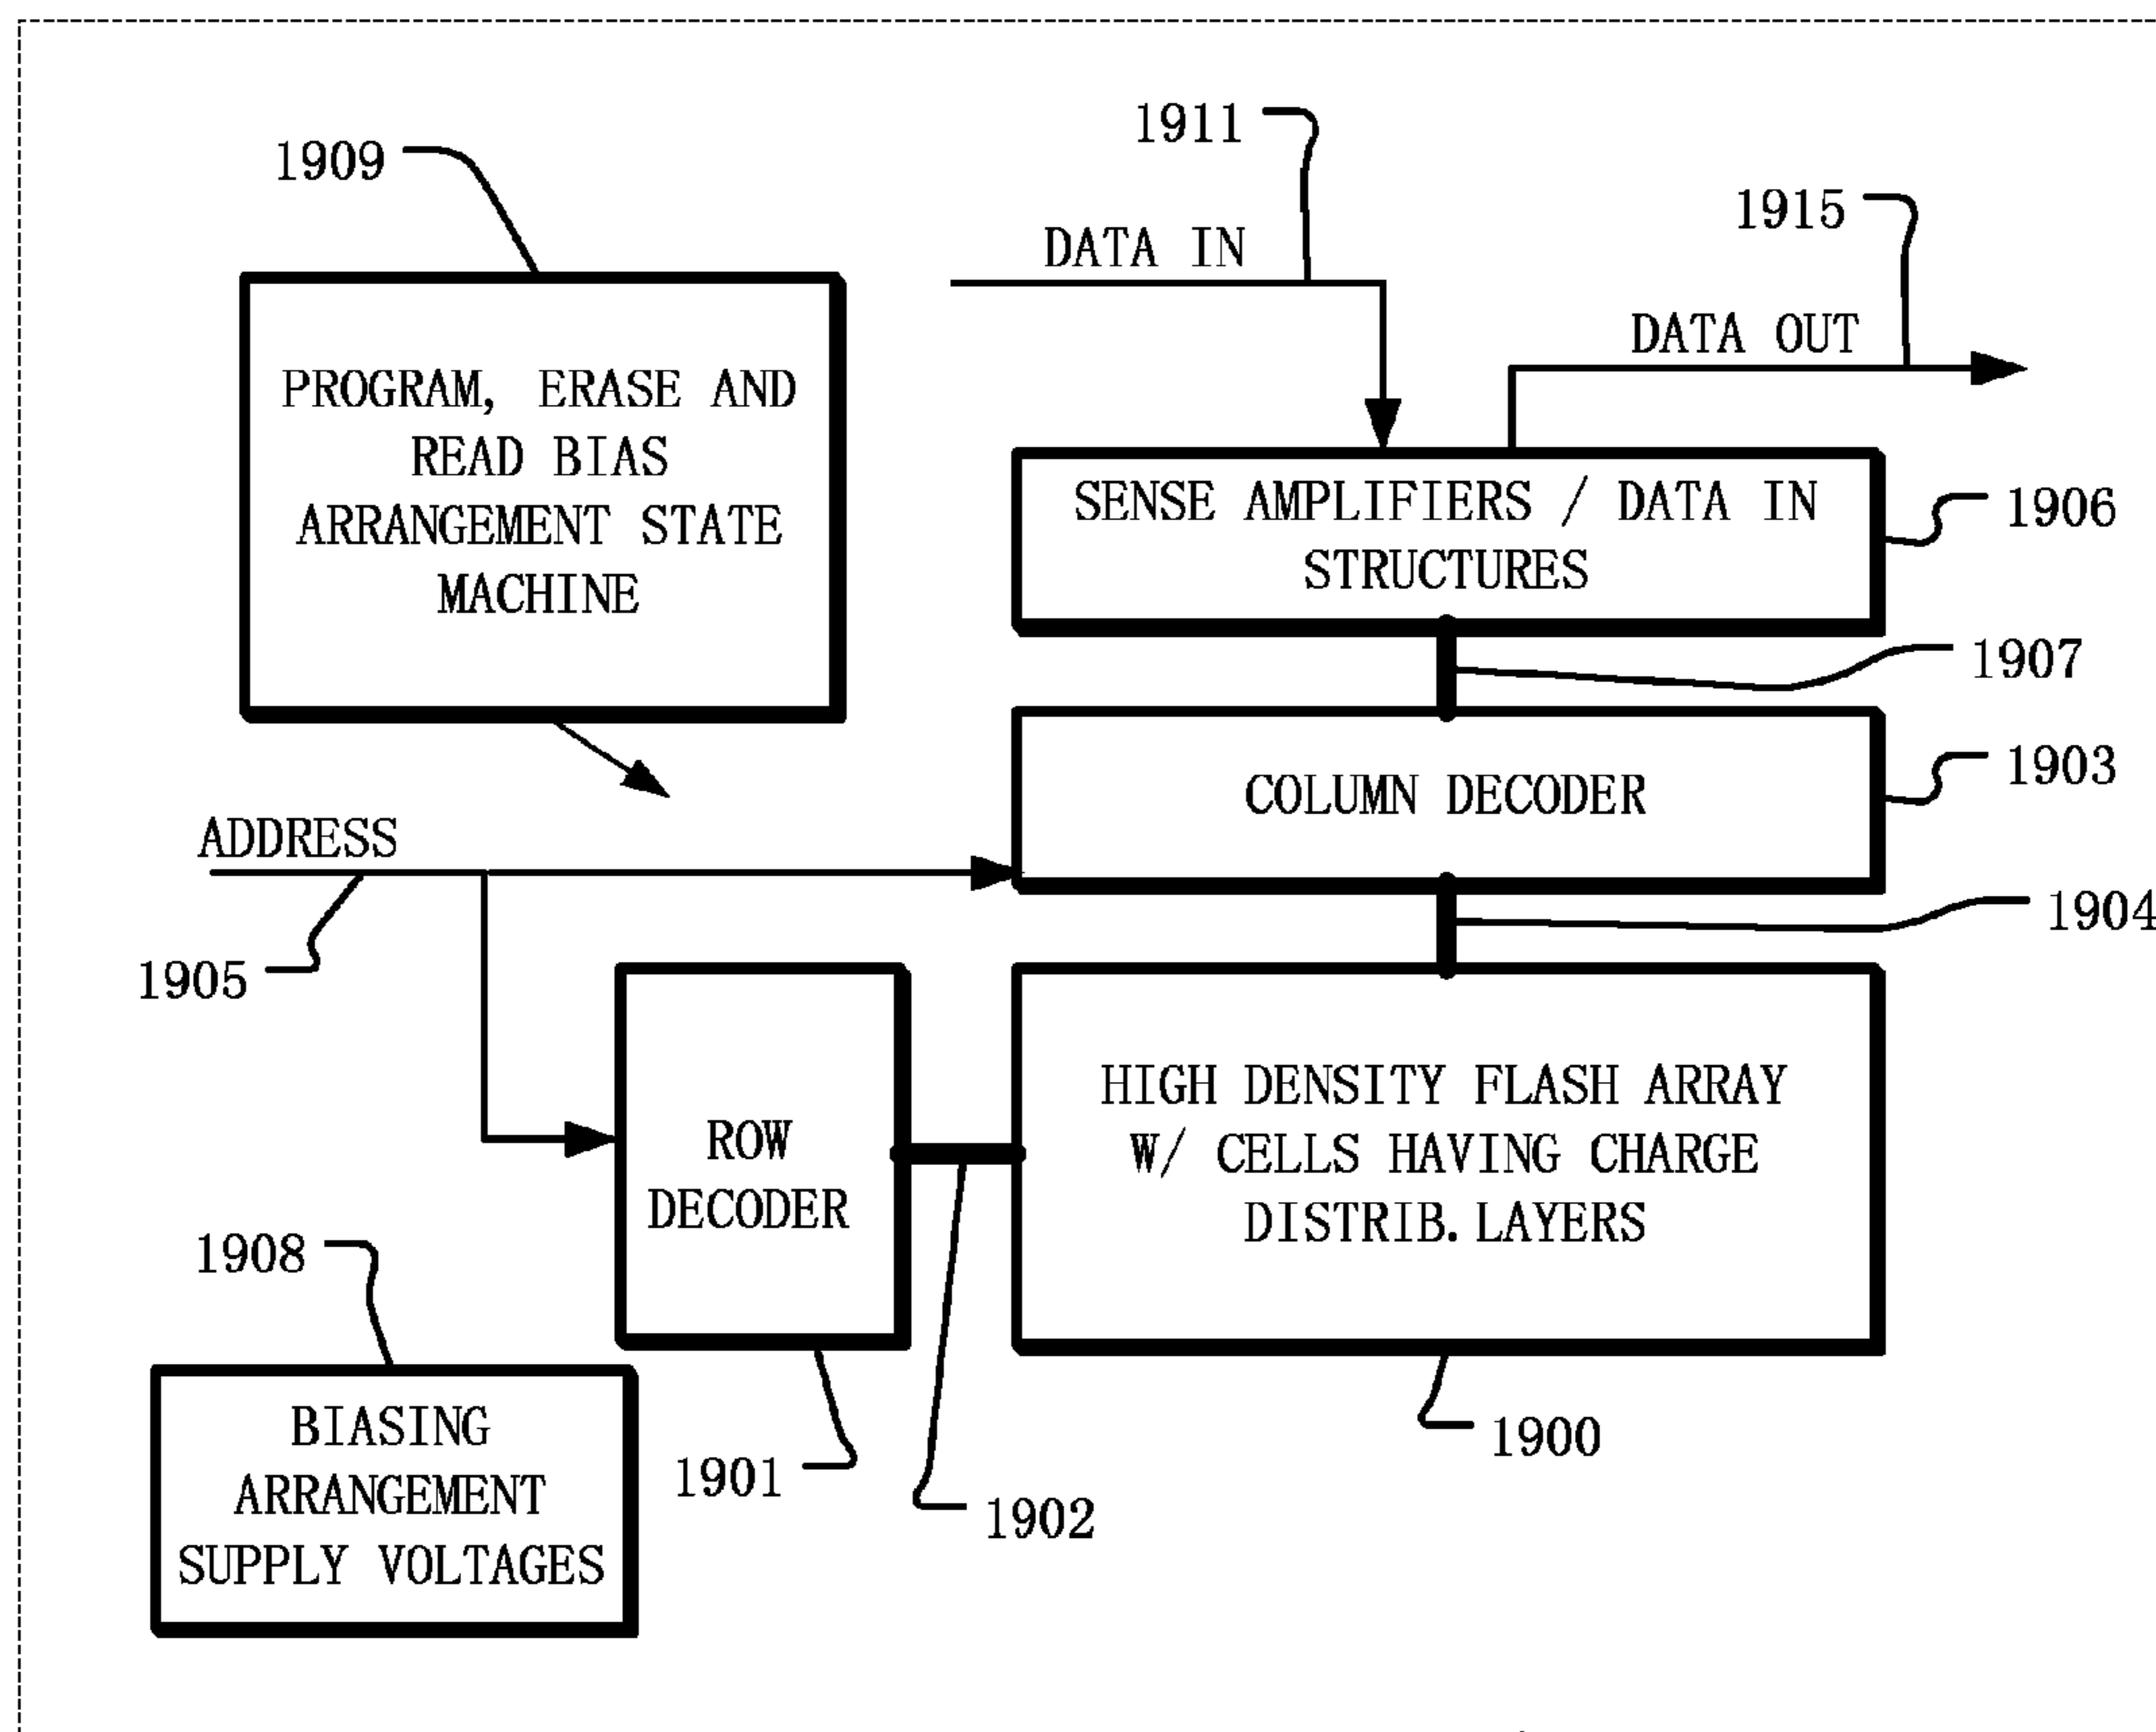 1911
1909
1915
DATA IN
DATA OUT
PROGRAM, ERASE AND
READ BIAS
ARRANGEMENT STATE
MACHINE
SENSE AMPLIFIERS / DATA IN
STRUCTURES
1906
1907
COLUMN DECODER
1903
ADDRESS
1904
1905
ROW
DECODER
HIGH DENSITY FLASH ARRAY
W/ CELLS HAVING CHARGE
DISTRIB. LAYERS
1908
BIASING
ARRANGEMENT
SUPPLY VOLTAGES
1901
1902
1900